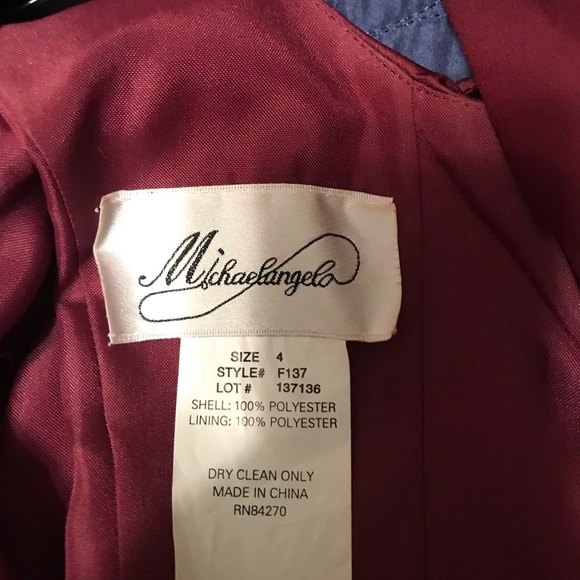 Michaelangelo
SIZE 4
STYLE# F137
LOT # 137136
SHELL: 100% POLYESTER
LINING: 100% POLYESTER
DRY CLEAN ONLY
MADE IN CHINA
RN84270